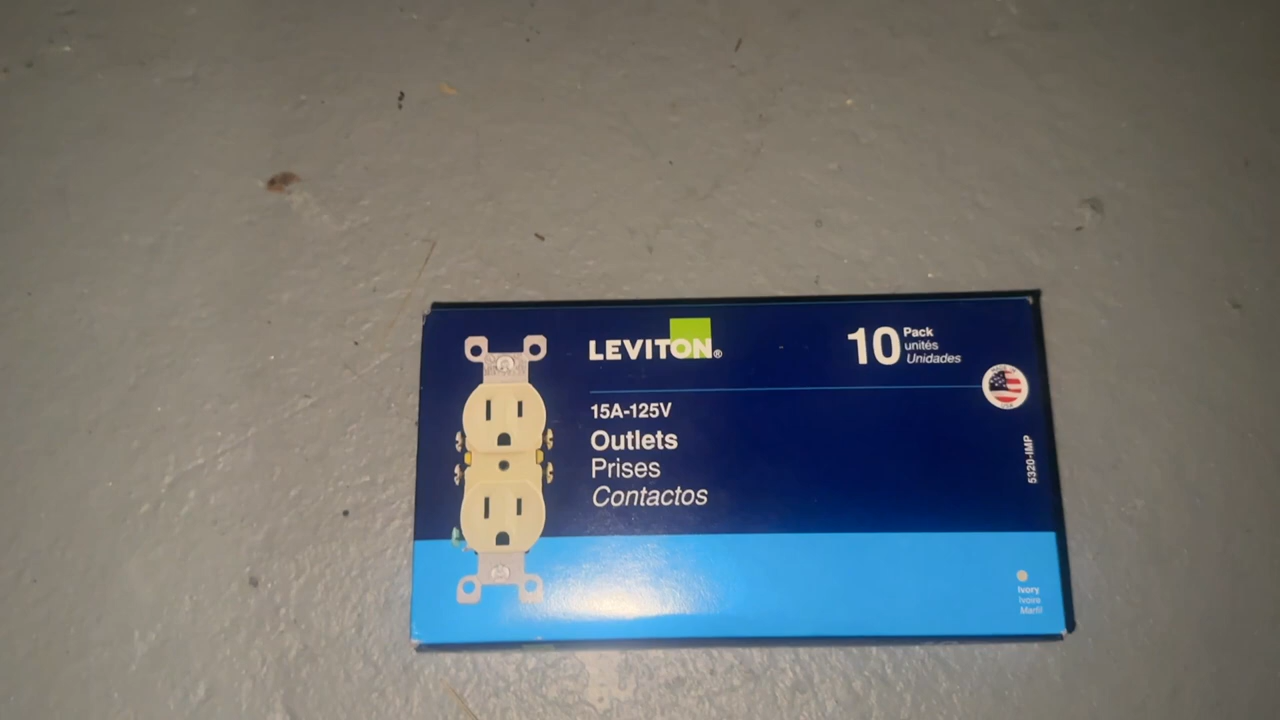 LEVITON®
10 Pack
unités
Unidades
15A-125V
Outlets
Prises
Contactos
5320-IMP
Ivory
Ivoire
Marfil